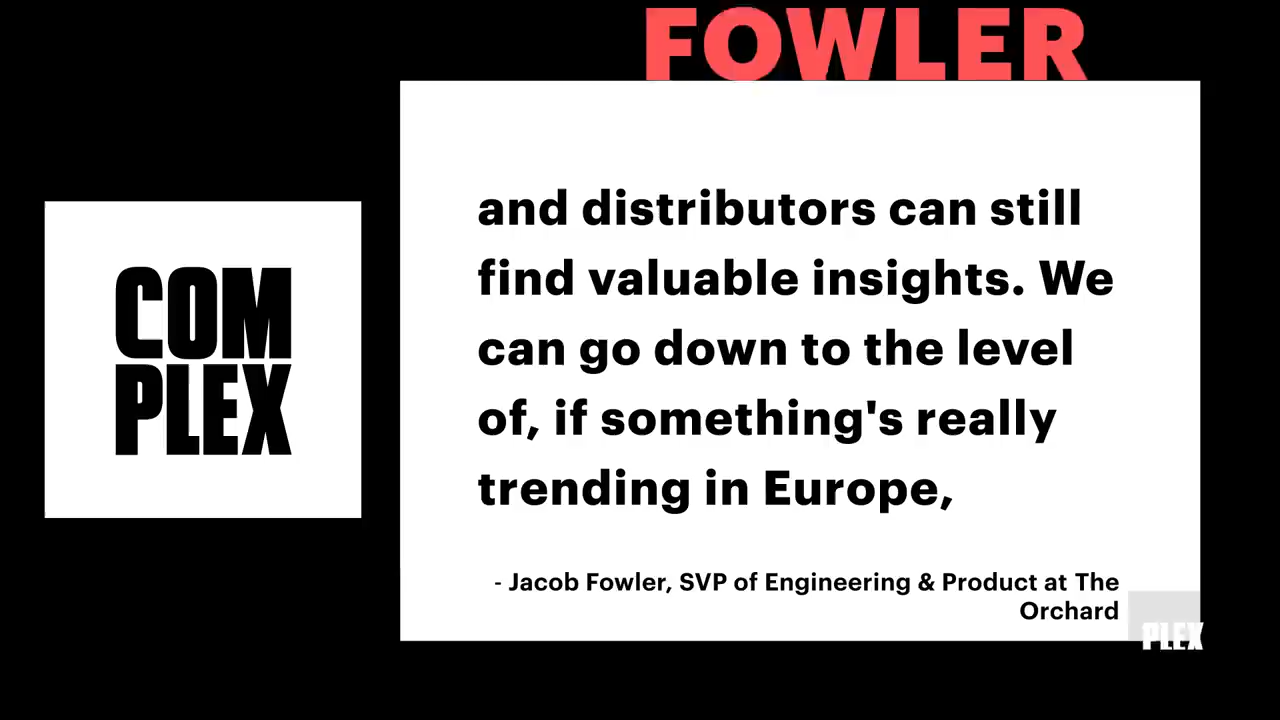 FOWLER
COM
PLEX
and distributors can still
find valuable insights. We
can go down to the level
of, if something's really
trending in Europe,
- Jacob Fowler, SVP of Engineering & Product at The
Orchard
PLEX